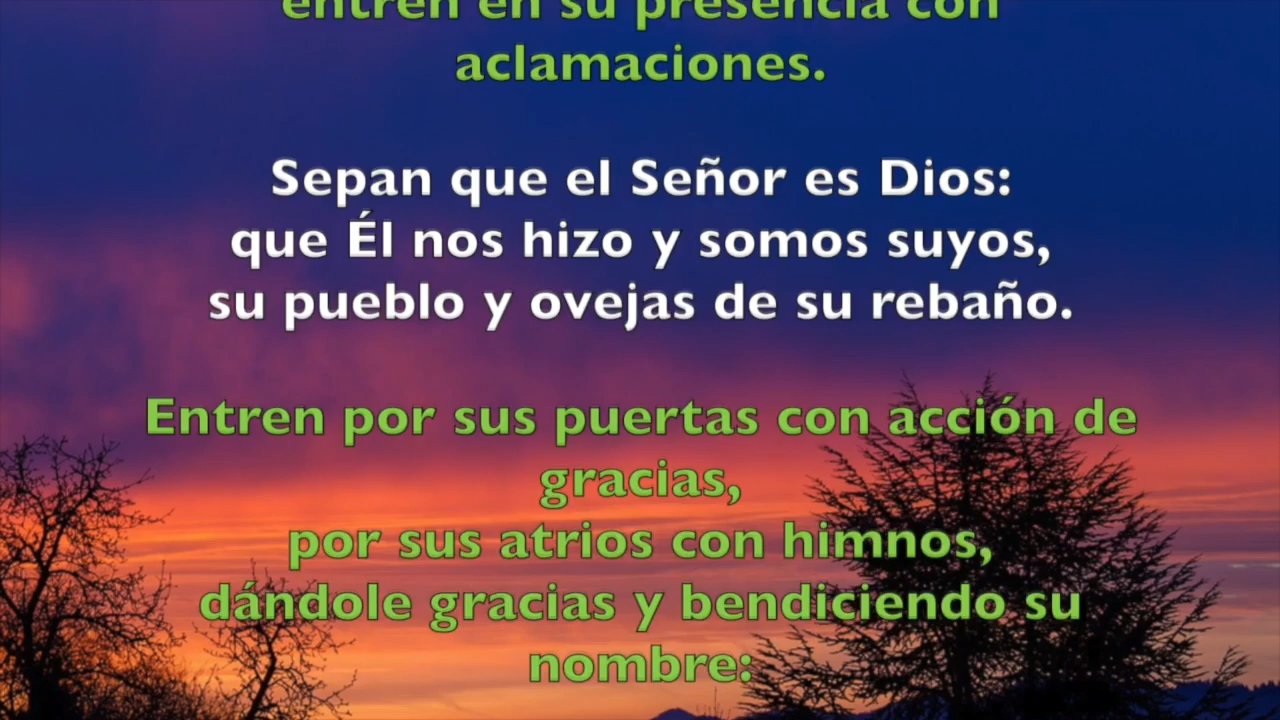 entren en su presencia con
aclamaciones.
Sepan que el Señor es Dios:
que Él nos hizo y somos suyos,
su pueblo y ovejas de su rebaño.
Entren por sus puertas con acción de
gracias,
por sus atrios con himnos,
dándole gracias y bendiciendo su
nombre: